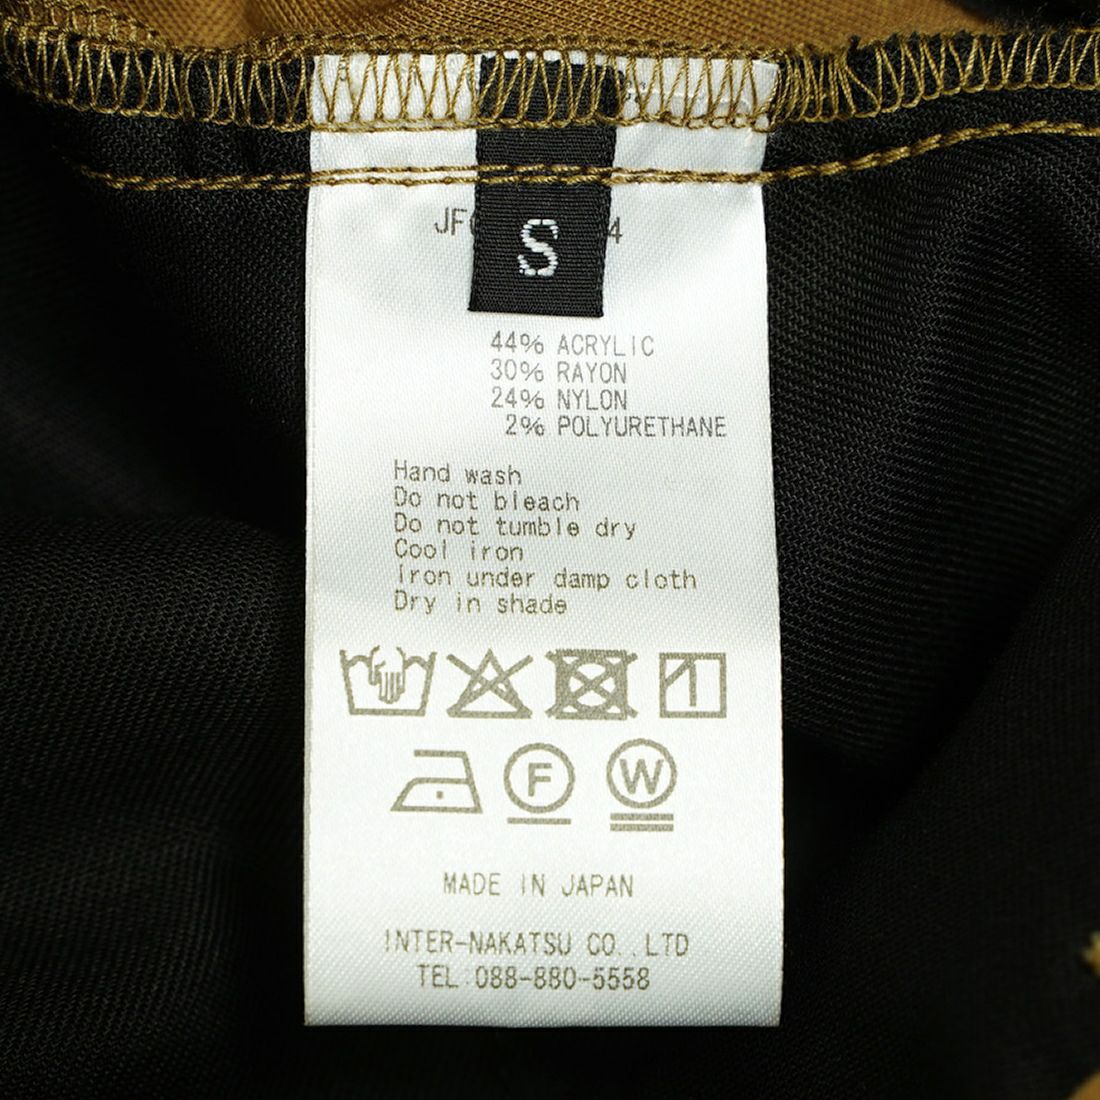 S
44% ACRYLIC
30% RAYON
24% NYLON
2% POLYURETHANE
Hand wash
Do not bleach
Do not tumble dry
Cool iron
Iron under damp cloth
Dry in shade
F
W
MADE IN JAPAN
INTER-NAKATSU CO.,LTD
TEL:088-880-5558